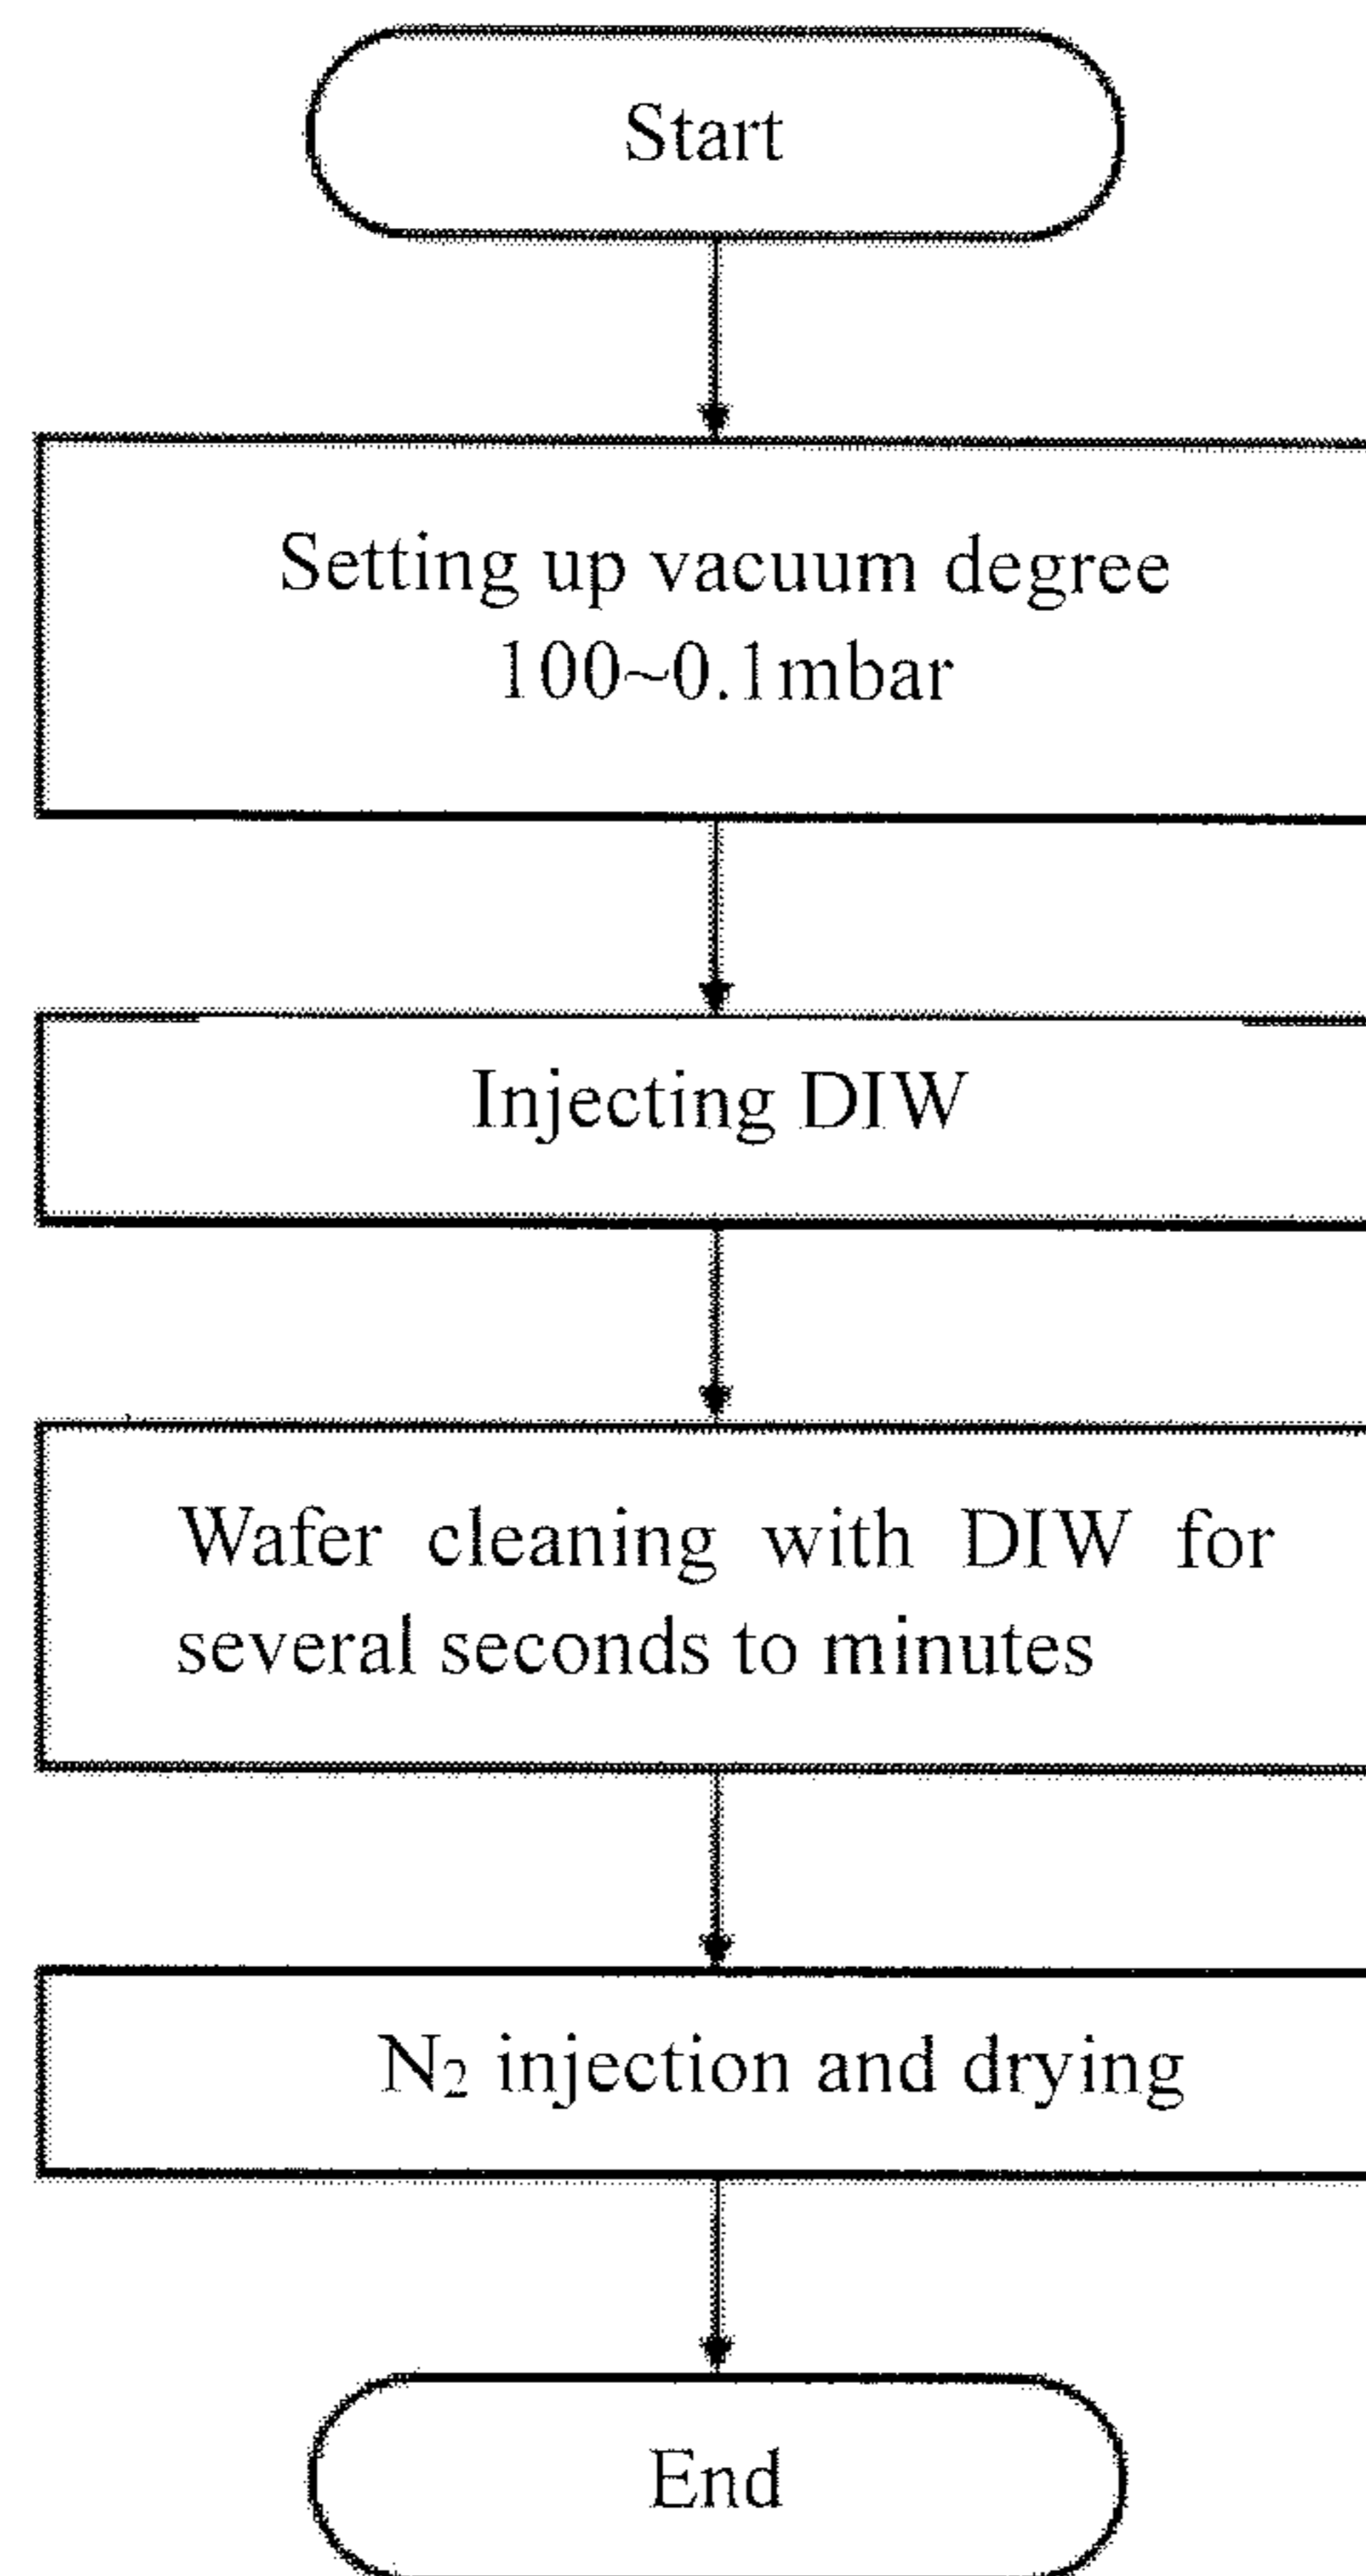 Start
Setting up vacuum degree
100~0.1mbar
Injecting DIW
Wafer cleaning with DIW for
several seconds to minutes
N₂ injection and drying
End